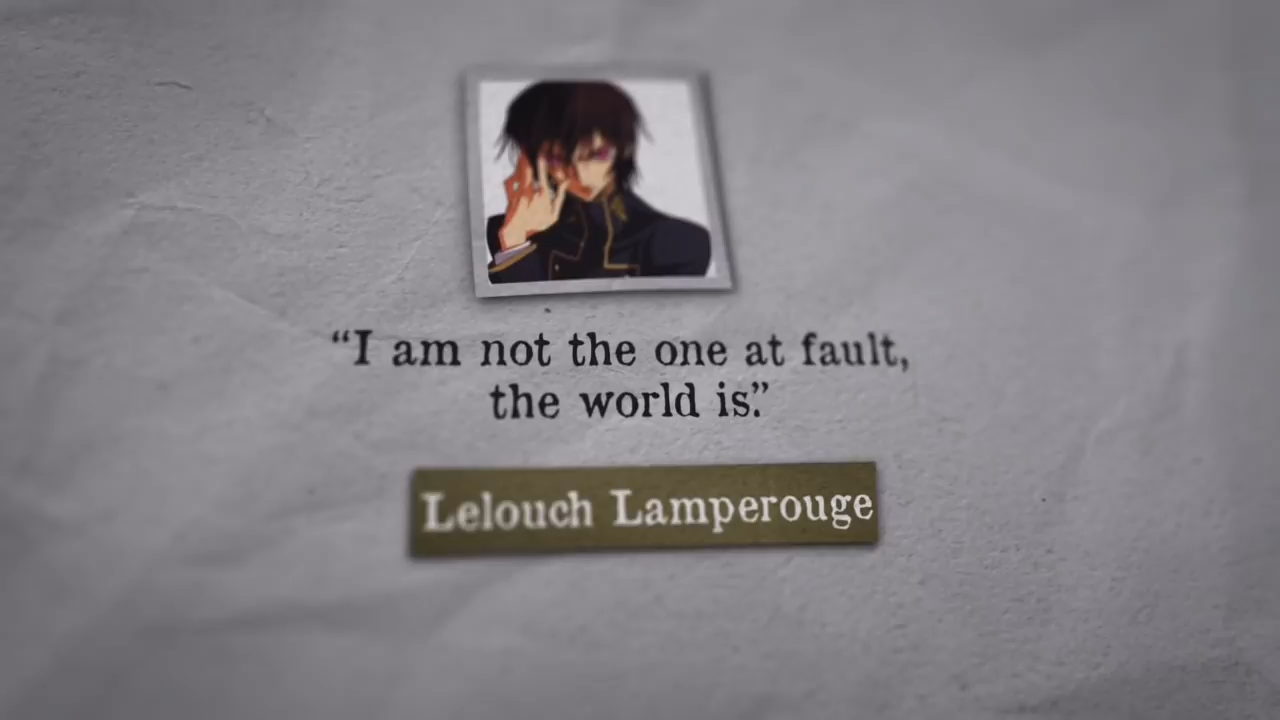 “I am not the one at fault,
the world is.”
Lelouch Lamperouge